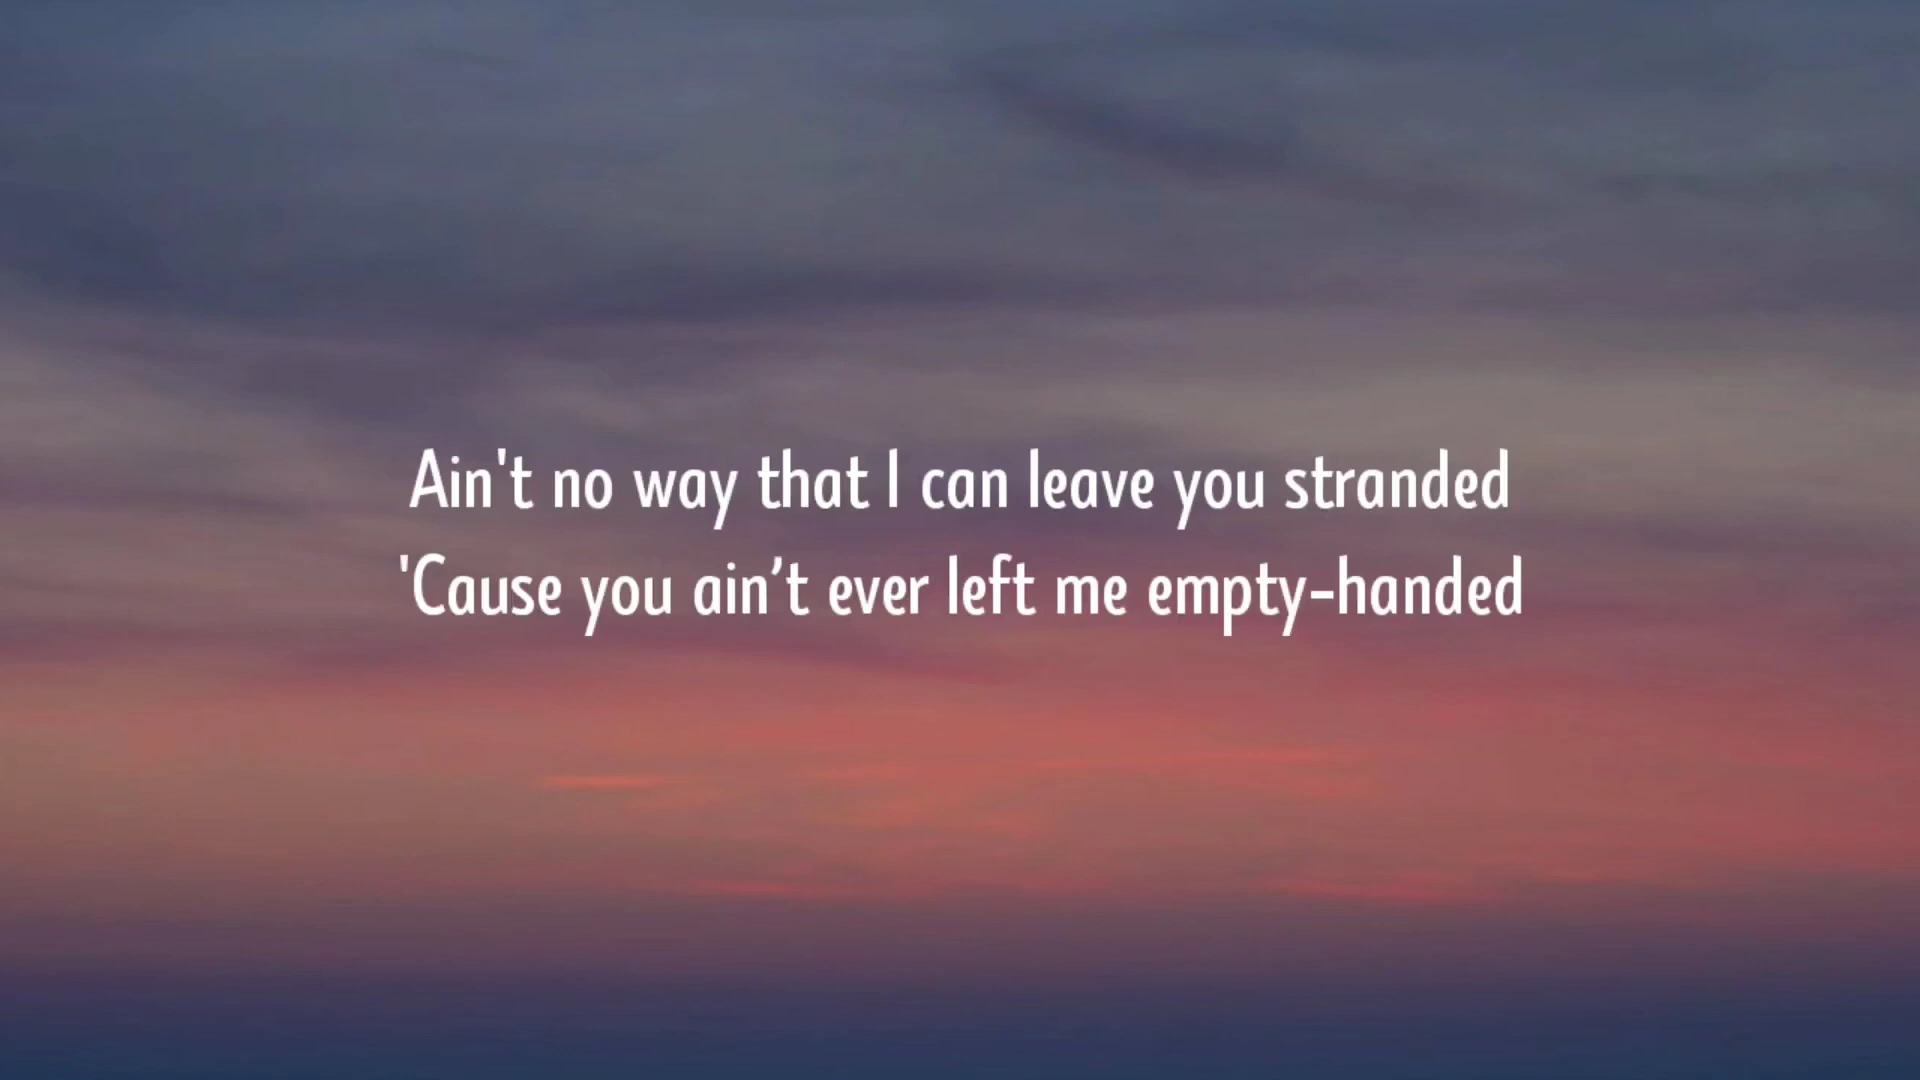 Ain't no way that I can leave you stranded
'Cause you ain’t ever left me empty-handed